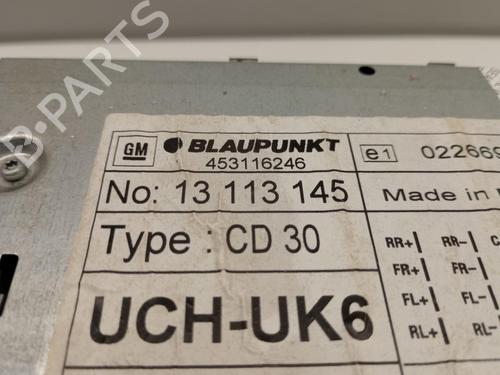 GM BLAUPUNKT
453116246
e1 022669
No: 13 113 145
Made in
Type : CD 30
RR+ RR-
FR+ FR-
FL+ FL-
RL+ RL-
UCH-UK6
B-PARTS